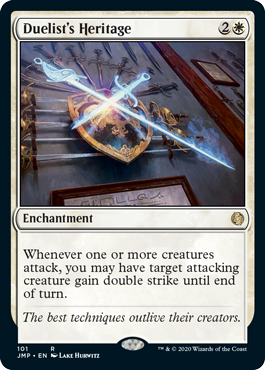 Duelist's Heritage 2
Enchantment
Whenever one or more creatures
attack, you may have target attacking
creature gain double strike until end
of turn.
The best techniques outlive their creators.
101 R
JMP • EN LAKE HURWITZ
™ & © 2020 Wizards of the Coast